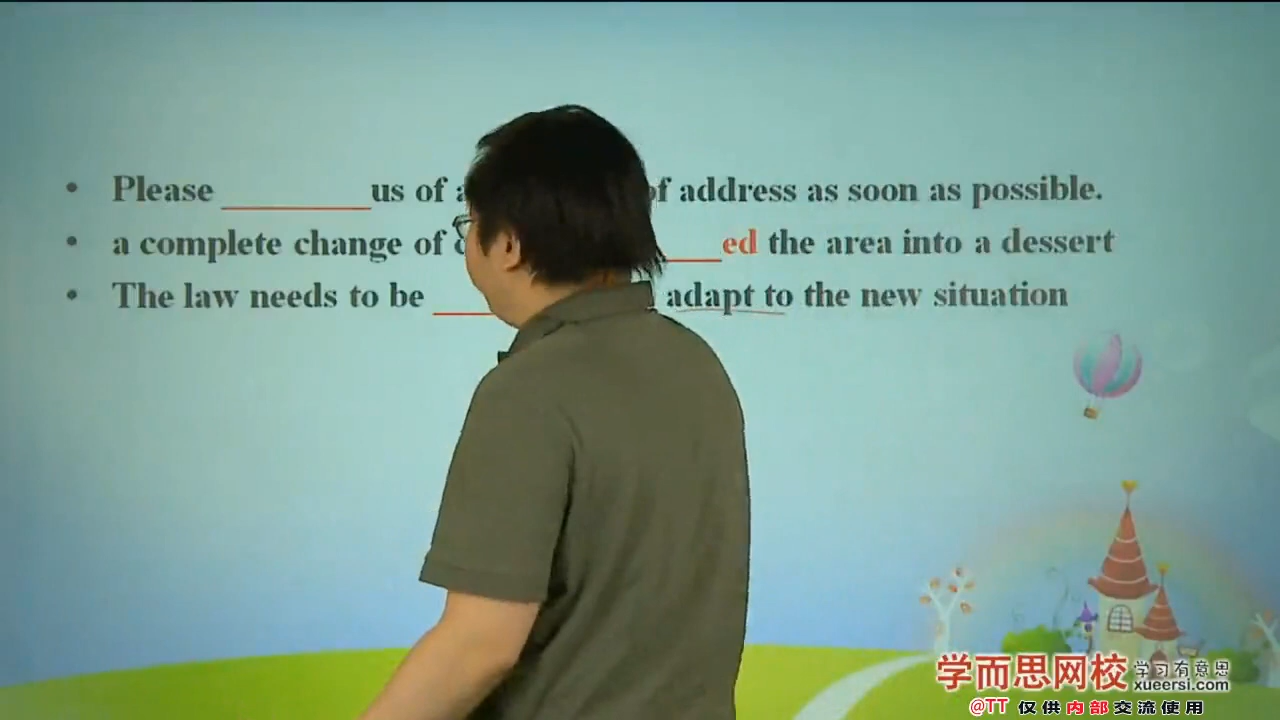 • Please ________ us of a of address as soon as possible.
• a complete change of ____ed the area into a dessert
• The law needs to be ____ adapt to the new situation
学而思网校 学习有意思
xueersi.com
@TT 仅供内部交流使用